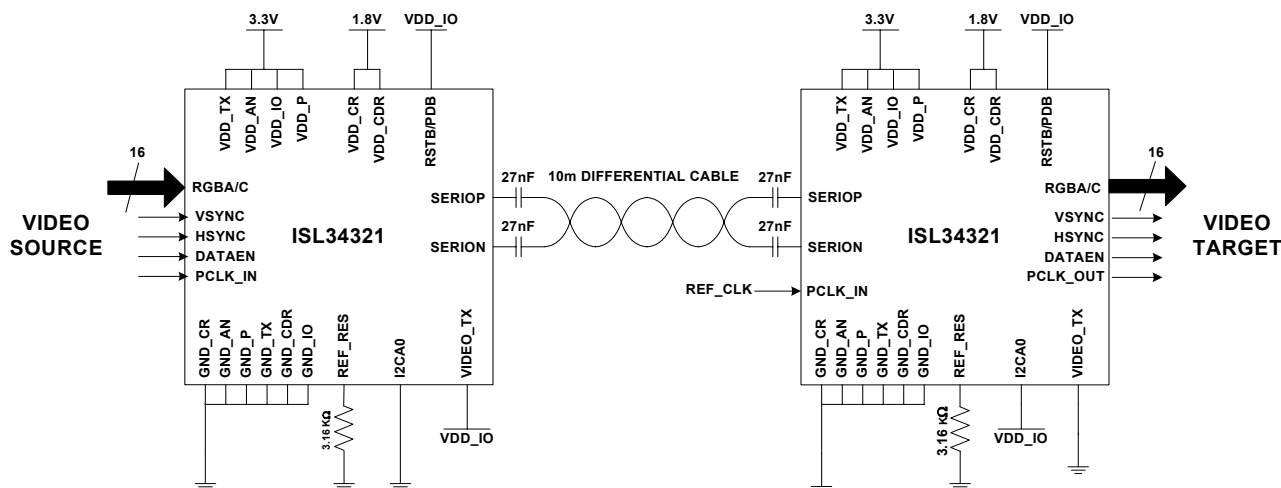 3.3V
1.8V
VDD_IO
VDD_TX
VDD_AN
VDD_IO
VDD_P
VDD_CR
VDD_CDR
RSTB/PDB
16
RGBA/C
VIDEO
SOURCE
VSYNC
HSYNC
DATAEN
PCLK_IN
ISL34321
SERIOP
SERION
GND_CR
GND_AN
GND_P
GND_TX
GND_CDR
GND_IO
REF_RES
I2CA0
VIDEO_TX
3.16 KΩ
VDD_IO
27nF
10m DIFFERENTIAL CABLE
27nF
27nF
27nF
3.3V
1.8V
VDD_IO
VDD_TX
VDD_AN
VDD_IO
VDD_P
VDD_CR
VDD_CDR
RSTB/PDB
SERIOP
SERION
ISL34321
REF_CLK
PCLK_IN
16
RGBA/C
VSYNC
HSYNC
DATAEN
PCLK_OUT
VIDEO
TARGET
GND_CR
GND_AN
GND_P
GND_TX
GND_CDR
GND_IO
REF_RES
I2CA0
VIDEO_TX
3.16 KΩ
VDD_IO